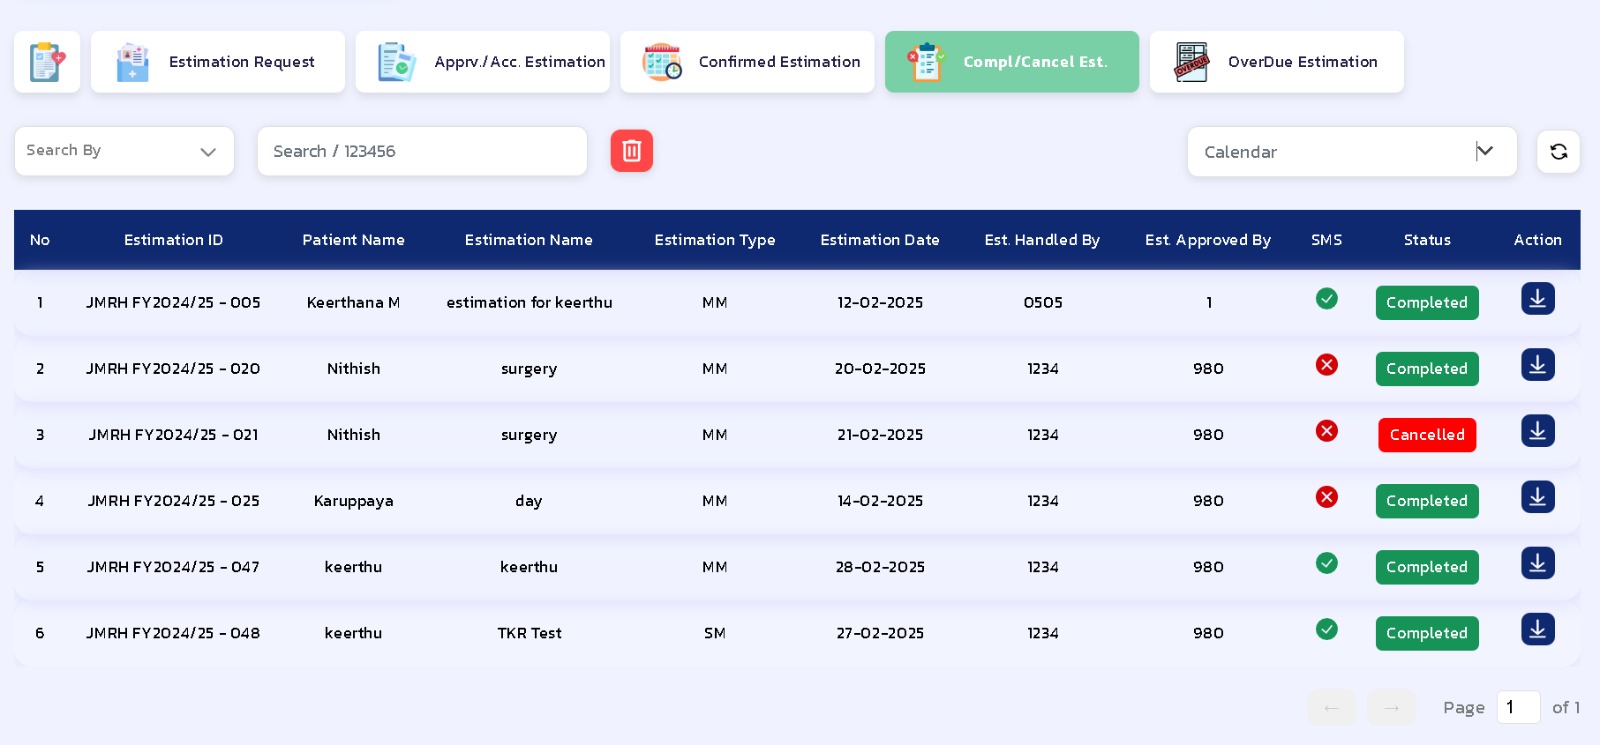 Estimation Request
Apprv./Acc. Estimation
Confirmed Estimation
Compl/Cancel Est.
OVERDUE
OverDue Estimation
Search By
Search / 123456
Calendar
No Estimation ID Patient Name Estimation Name Estimation Type Estimation Date Est. Handled By Est. Approved By SMS Status Action
1 JMRH FY2024/25 - 005 Keerthana M estimation for keerthu MM 12-02-2025 0505 1 Completed
2 JMRH FY2024/25 - 020 Nithish surgery MM 20-02-2025 1234 980 Completed
3 JMRH FY2024/25 - 021 Nithish surgery MM 21-02-2025 1234 980 Cancelled
4 JMRH FY2024/25 - 025 Karuppaya day MM 14-02-2025 1234 980 Completed
5 JMRH FY2024/25 - 047 keerthu keerthu MM 28-02-2025 1234 980 Completed
6 JMRH FY2024/25 - 048 keerthu TKR Test SM 27-02-2025 1234 980 Completed
← → Page 1 of 1